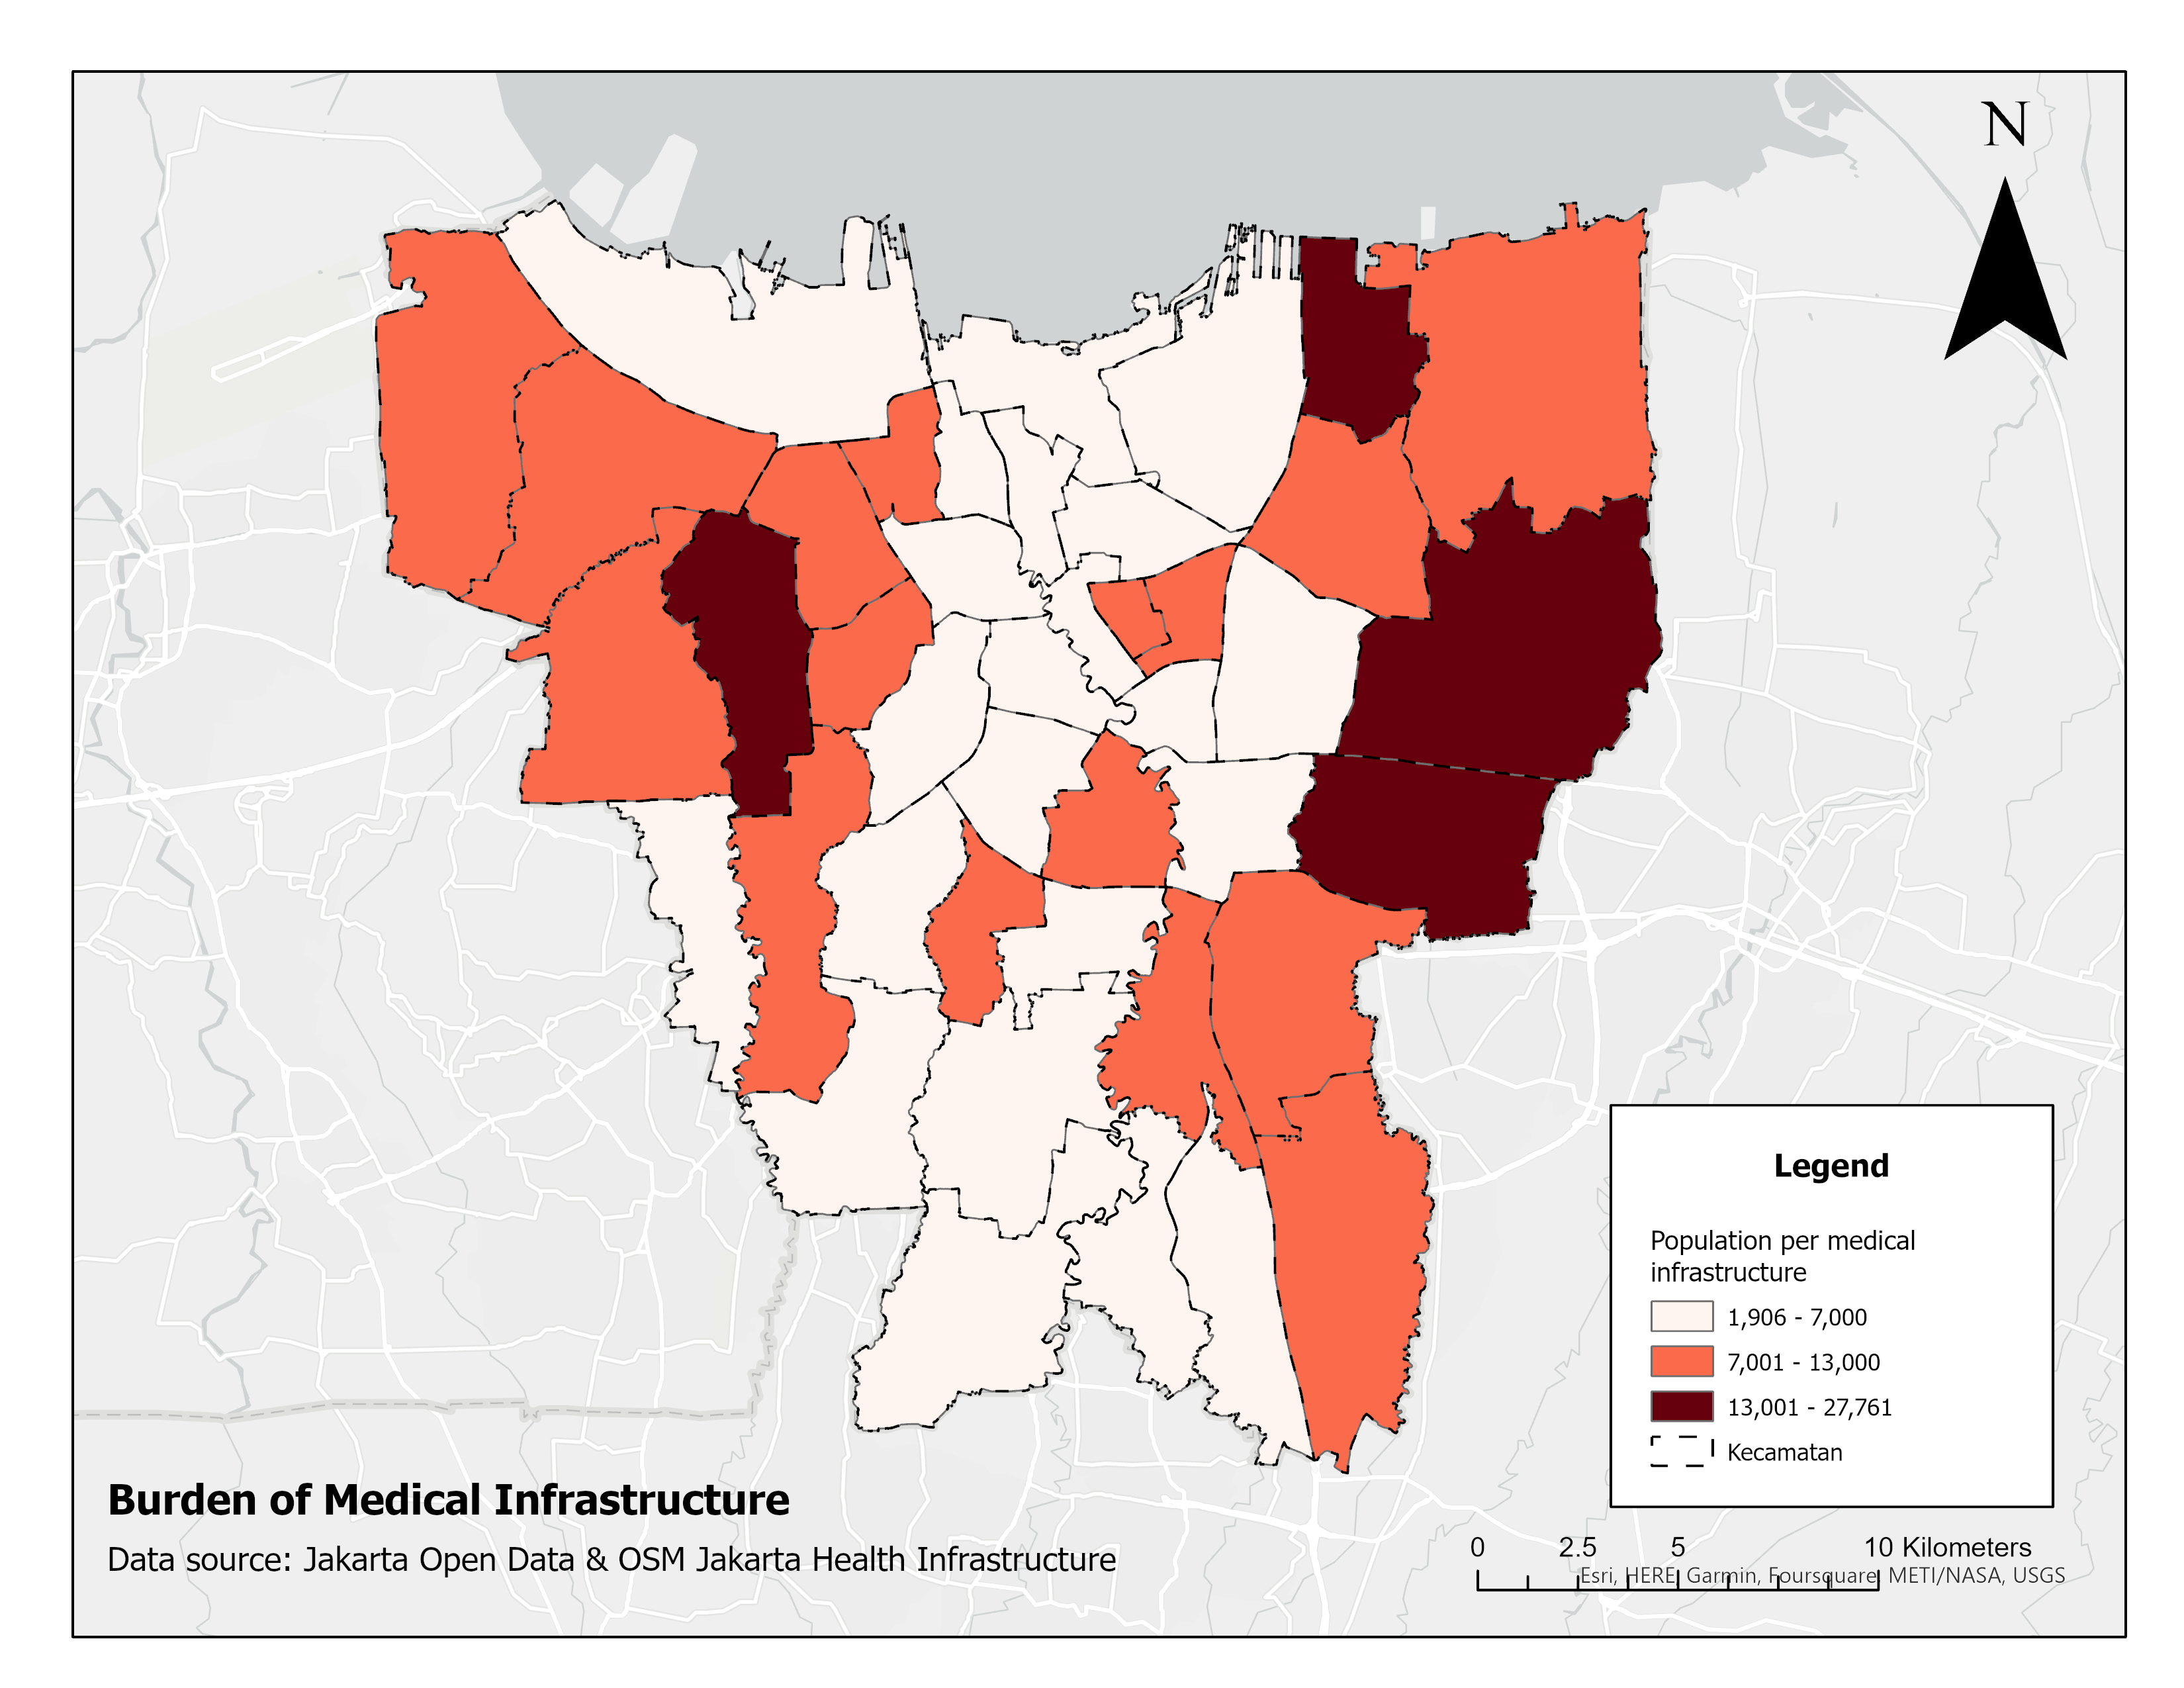 N
Legend
Population per medical
infrastructure
1,906 - 7,000
7,001 - 13,000
13,001 - 27,761
Kecamatan
Burden of Medical Infrastructure
Data source: Jakarta Open Data & OSM Jakarta Health Infrastructure
0 2.5 5 10 Kilometers
Esri, HERE, Garmin, Foursquare, METI/NASA, USGS